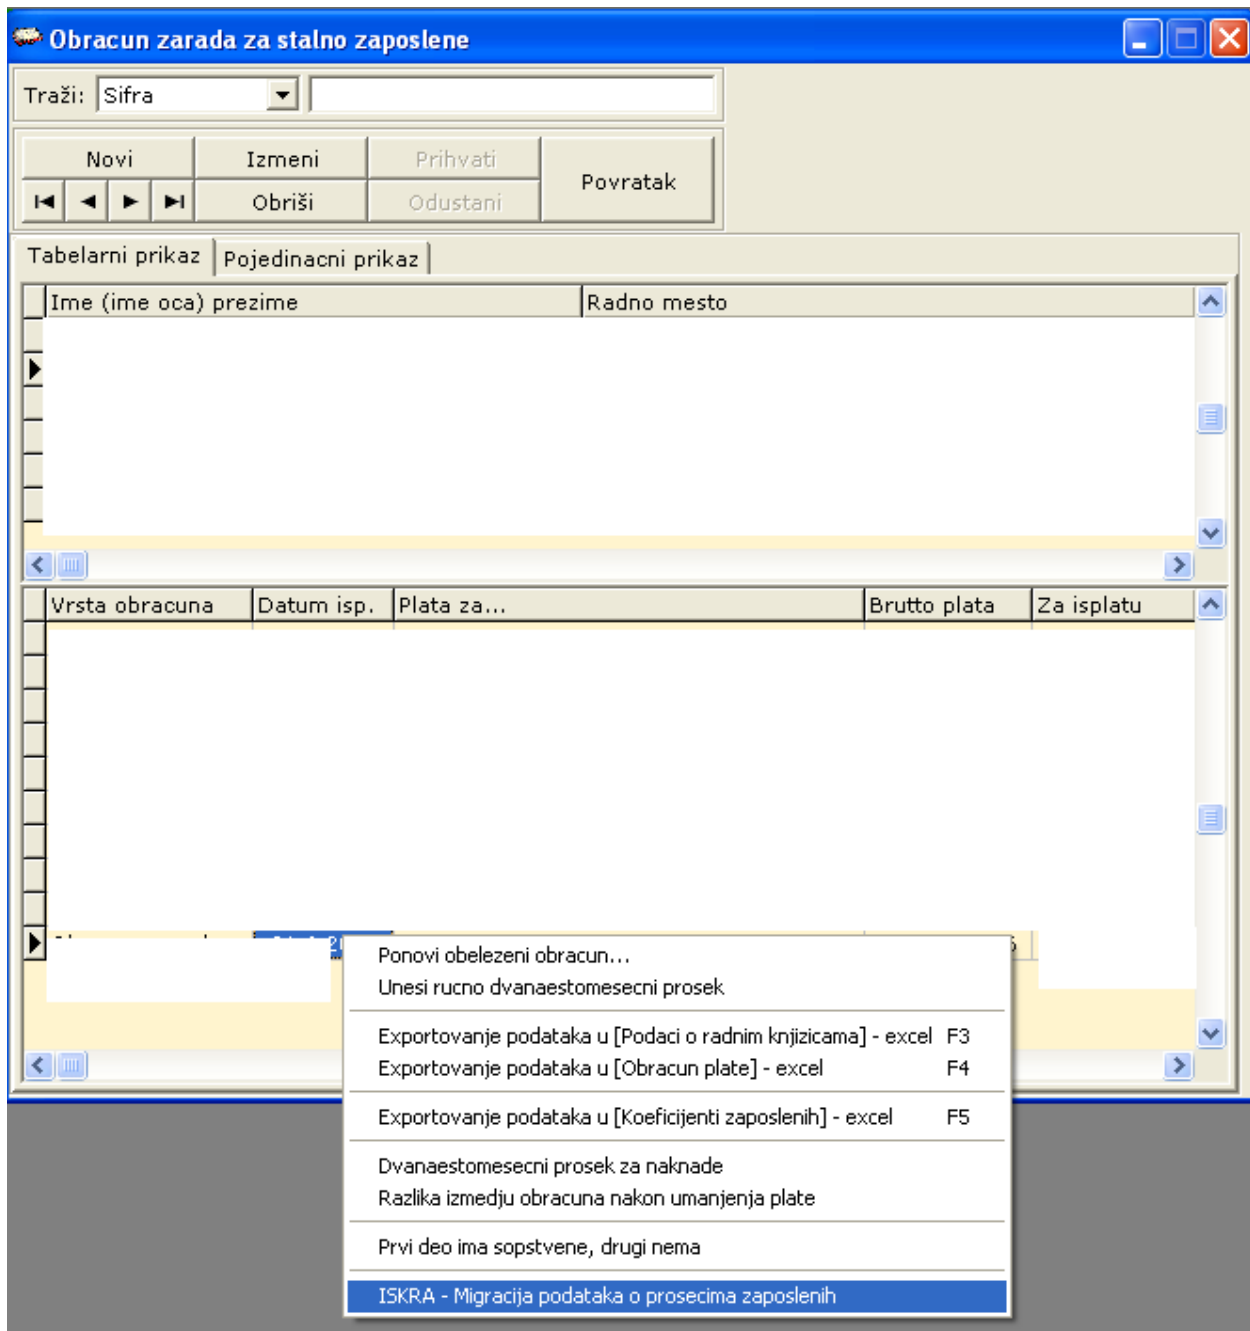 Obracun zarada za stalno zaposlene
Traži: Sifra
Novi Izmeni Prihvati Povratak
Obriši Odustani
Tabelarni prikaz Pojedinacni prikaz
Ime (ime oca) prezime Radno mesto
Vrsta obracuna Datum isp. Plata za... Brutto plata Za isplatu
Ponovi obelezeni obracun...
Unesi rucno dvanaestomesecni prosek
Exportovanje podataka u [Podaci o radnim knjizicama] - excel F3
Exportovanje podataka u [Obracun plate] - excel F4
Exportovanje podataka u [Koeficijenti zaposlenih] - excel F5
Dvanaestomesecni prosek za naknade
Razlika izmedju obracuna nakon umanjenja plate
Prvi deo ima sopstvene, drugi nema
ISKRA - Migracija podataka o prosecima zaposlenih